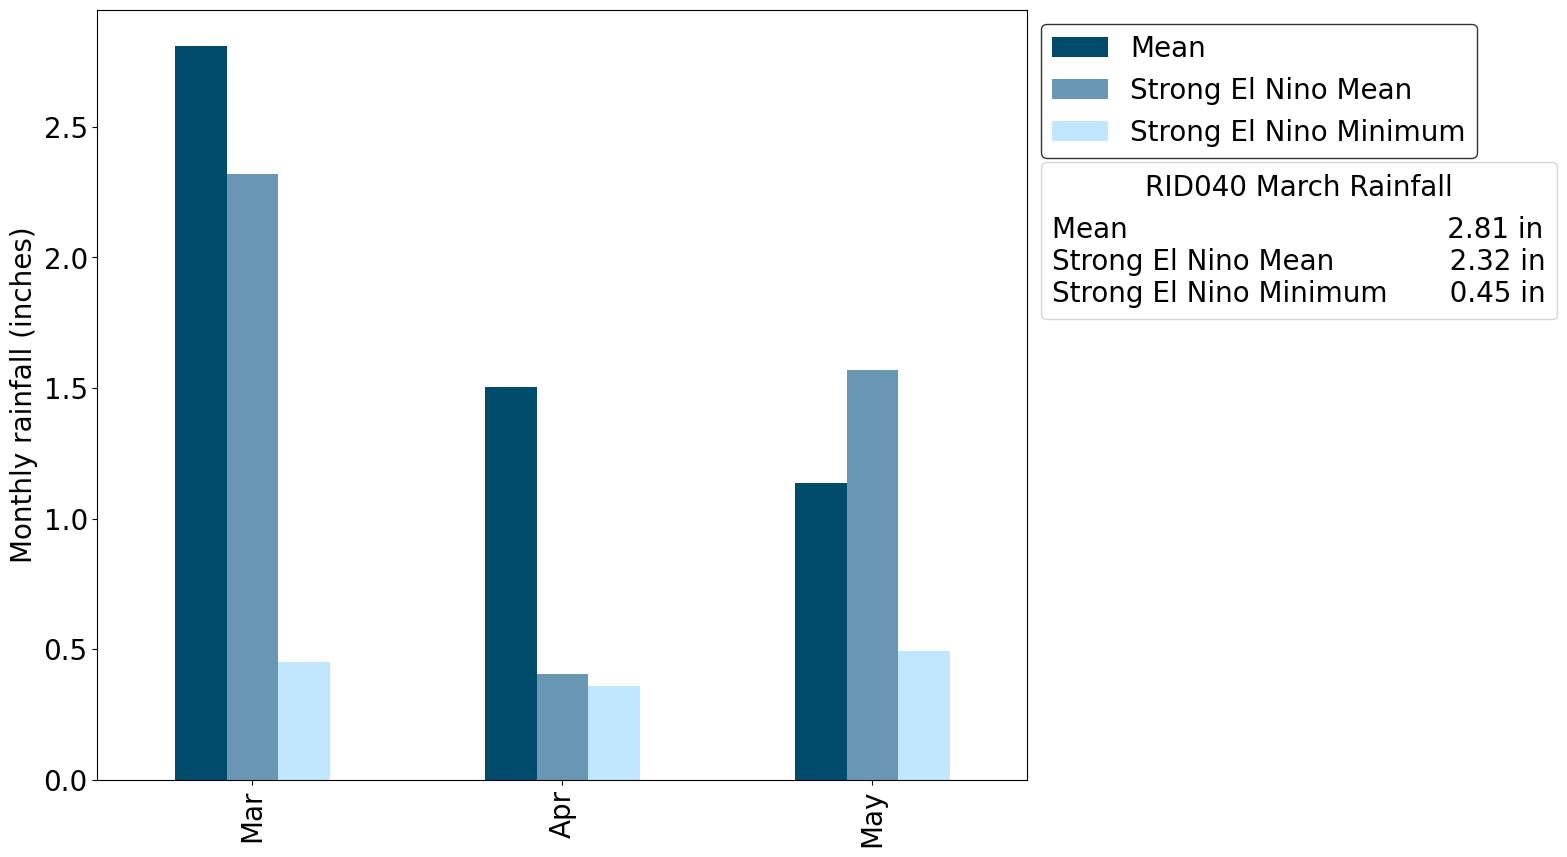 Mean
Strong El Nino Mean
Strong El Nino Minimum
RID040 March Rainfall
Mean 2.81 in
Strong El Nino Mean 2.32 in
Strong El Nino Minimum 0.45 in
Monthly rainfall (inches)
2.5
2.0
1.5
1.0
0.5
0.0
Mar
Apr
May